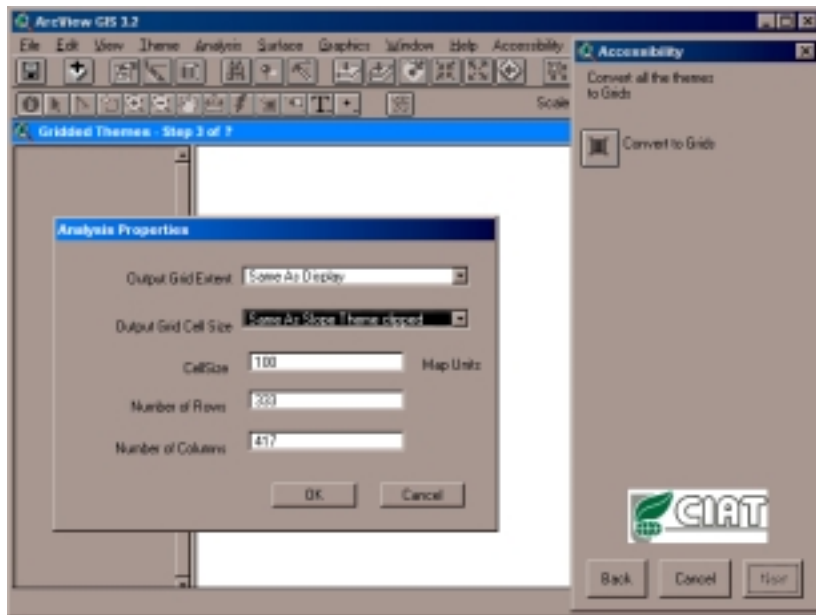 ArcView GIS 3.2
File Edit View Theme Analysis Surface Graphics Window Help Accessibility
Scale
Gridded Themes - Step 3 of 7
Accessibility
Convert all the themes
to Grids
Convert to Grids
Analysis Properties
Output Grid Extent Same As Display
Output Grid Cell Size Same As Slope Theme clipped
CellSize 100 Map Units
Number of Rows 333
Number of Columns 417
OK Cancel
CIAT
Back Cancel Next